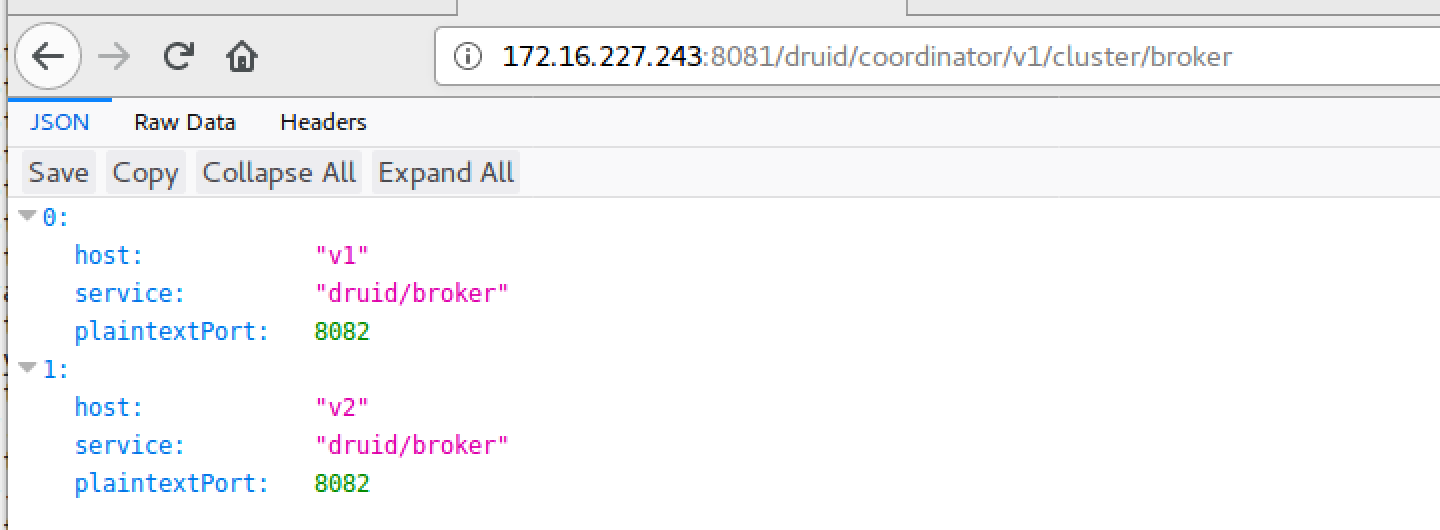 172.16.227.243:8081/druid/coordinator/v1/cluster/broker
JSON Raw Data Headers
Save Copy Collapse All Expand All
0:
host: "v1"
service: "druid/broker"
plaintextPort: 8082
1:
host: "v2"
service: "druid/broker"
plaintextPort: 8082